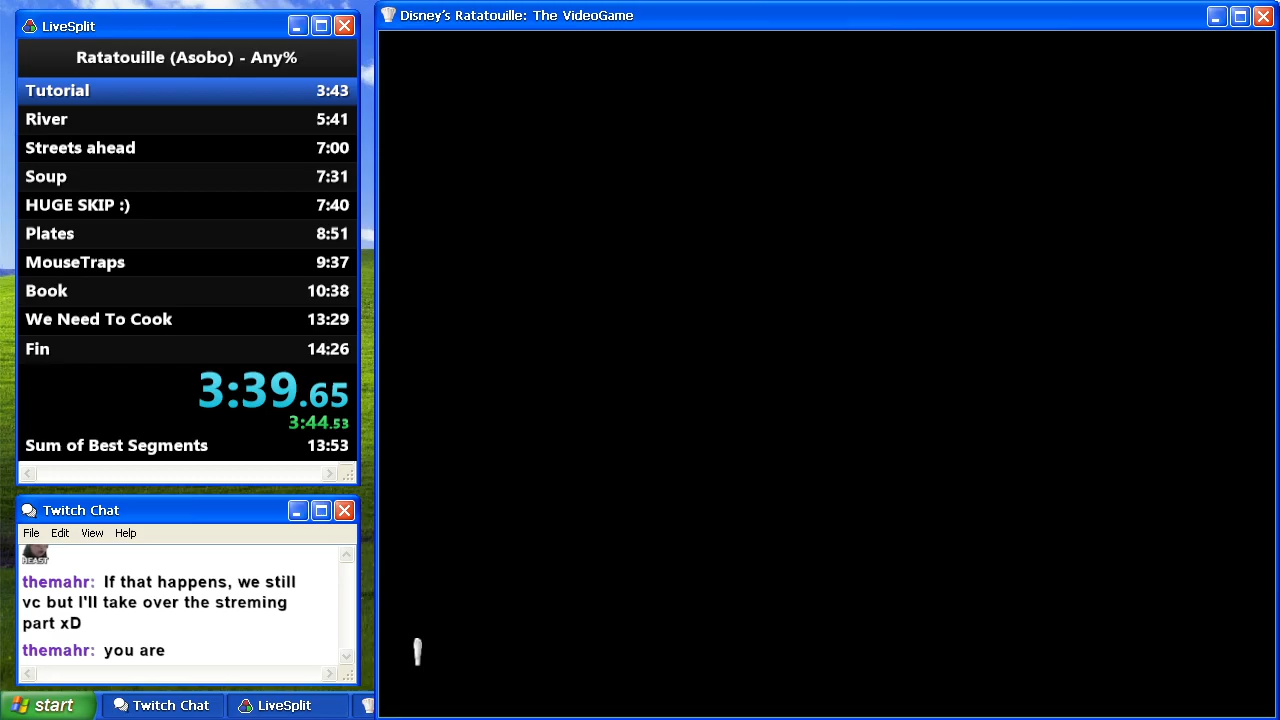 LiveSplit
Ratatouille (Asobo) - Any%
Tutorial 3:43
River 5:41
Streets ahead 7:00
Soup 7:31
HUGE SKIP :) 7:40
Plates 8:51
MouseTraps 9:37
Book 10:38
We Need To Cook 13:29
Fin 14:26
3:39.65
3:44.53
Sum of Best Segments 13:53
Twitch Chat
File Edit View Help
BEAST
themahr: If that happens, we still
vc but I'll take over the streming
part xD
themahr: you are
start Twitch Chat LiveSplit
Disney's Ratatouille: The VideoGame